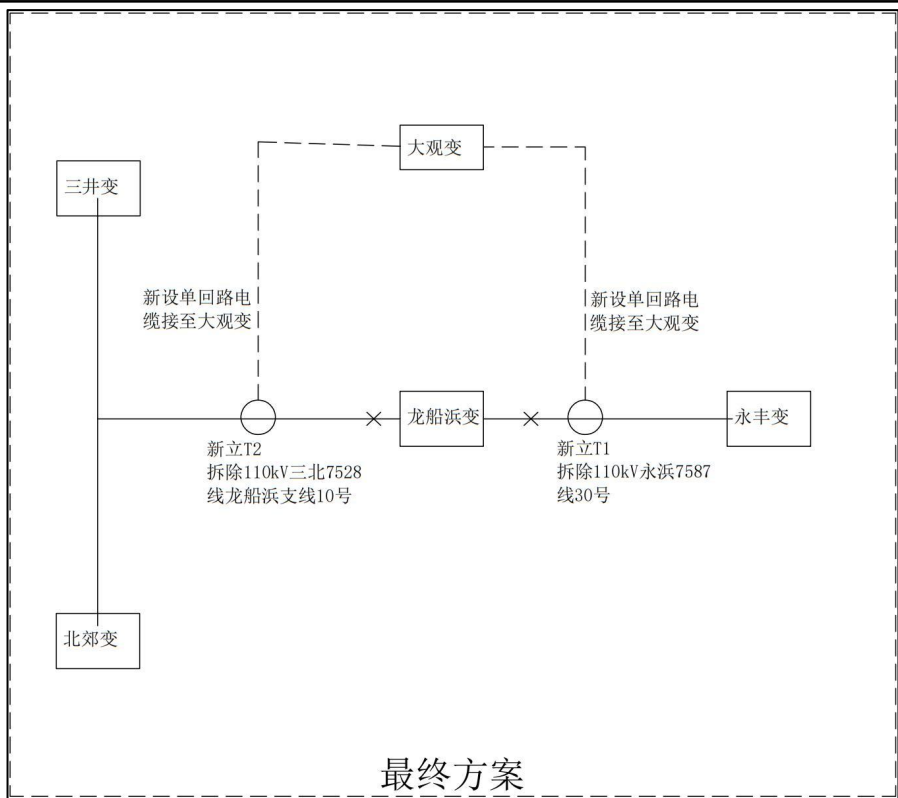 大观变
三井变
新设单回路电
缆接至大观变
新设单回路电
缆接至大观变
龙船浜变
永丰变
新立T2
拆除110kV三北7528
线龙船浜支线10号
新立T1
拆除110kV永浜7587
线30号
北郊变
最终方案